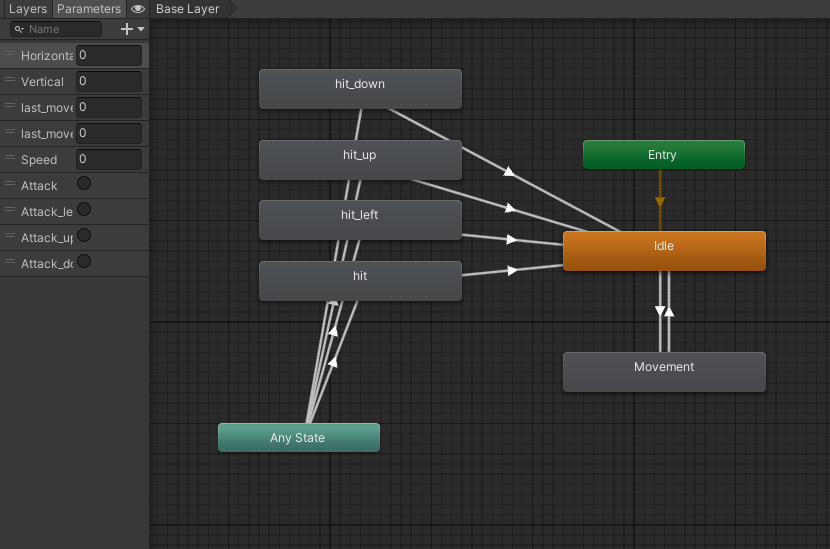 Layers Parameters Base Layer
Name
Horizonta 0
Vertical 0
last_move 0
last_move 0
Speed 0
Attack
Attack_le
Attack_up
Attack_do
hit_down
hit_up
hit_left
hit
Any State
Entry
Idle
Movement